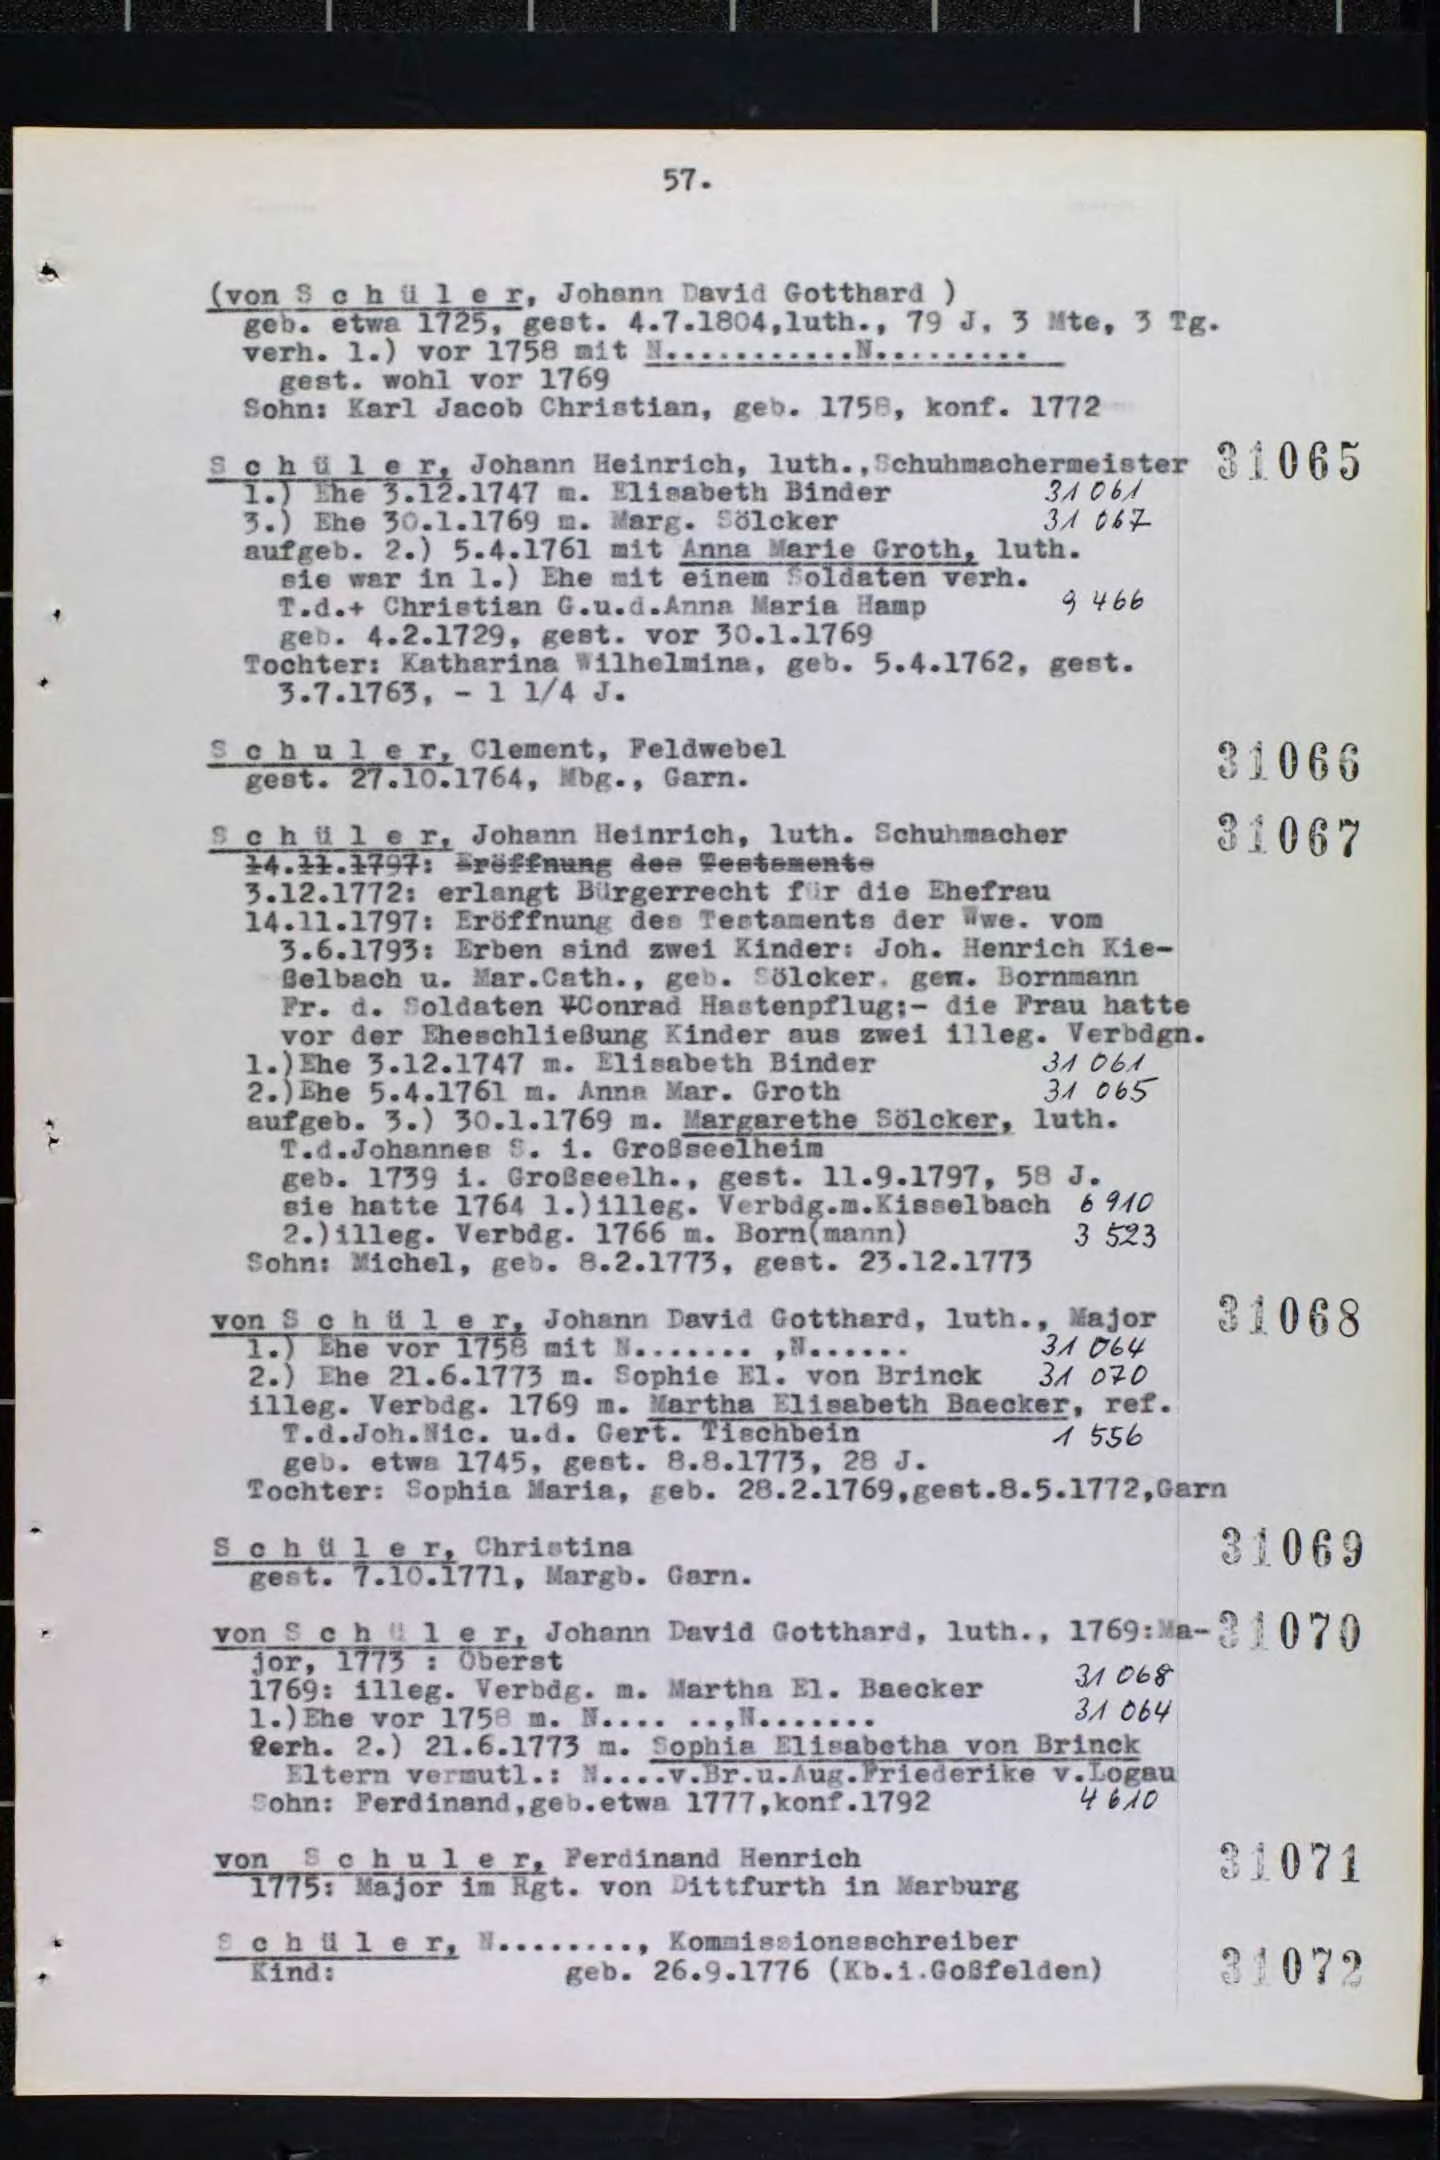 57.
(von S c h ü l e r, Johann David Gotthard )
geb. etwa 1725, gest. 4.7.1804,luth., 79 J, 3 Mte, 3 Tg.
verh. 1.) vor 1758 mit N...........N.........
gest. wohl vor 1769
Sohn: Karl Jacob Christian, geb. 1758, konf. 1772
S c h ü l e r, Johann Heinrich, luth.,Schuhmachermeister 31065
1.) Ehe 3.12.1747 m. Elisabeth Binder 31 061
3.) Ehe 30.1.1769 m. Marg. Sölcker 31 067
aufgeb. 2.) 5.4.1761 mit Anna Marie Groth, luth.
sie war in 1.) Ehe mit einem Soldaten verh.
T.d.+ Christian G.u.d.Anna Maria Hamp 9 466
geb. 4.2.1729, gest. vor 30.1.1769
Tochter: Katharina Wilhelmina, geb. 5.4.1762, gest.
3.7.1763, - 1 1/4 J.
S c h u l e r, Clement, Feldwebel 31066
gest. 27.10.1764, Mbg., Garn.
S c h ü l e r, Johann Heinrich, luth. Schuhmacher 31067
14.11.1797: Eröffnung des Testaments
3.12.1772: erlangt Bürgerrecht für die Ehefrau
14.11.1797: Eröffnung des Testaments der Wwe. vom
3.6.1793: Erben sind zwei Kinder: Joh. Henrich Kie-
ßelbach u. Mar.Cath., geb. Sölcker, gew. Bornmann
Fr. d. Soldaten Conrad Hastenpflug;- die Frau hatte
vor der Eheschließung Kinder aus zwei illeg. Verbdgn.
1.)Ehe 3.12.1747 m. Elisabeth Binder 31 061
2.)Ehe 5.4.1761 m. Anna Mar. Groth 31 065
aufgeb. 3.) 30.1.1769 m. Margarethe Sölcker, luth.
T.d.Johannes S. i. Großseelheim
geb. 1739 i. Großseelh., gest. 11.9.1797, 58 J.
sie hatte 1764 1.)illeg. Verbdg.m.Kisselbach 6 910
2.)illeg. Verbdg. 1766 m. Born(mann) 3 523
Sohn: Michel, geb. 8.2.1773, gest. 23.12.1773
von S c h ü l e r, Johann David Gotthard, luth., Major 31068
1.) Ehe vor 1758 mit N....... ,N...... 31 064
2.) Ehe 21.6.1773 m. Sophie El. von Brinck 31 070
illeg. Verbdg. 1769 m. Martha Elisabeth Baecker, ref.
T.d.Joh.Nic. u.d. Gert. Tischbein 1 556
geb. etwa 1745, gest. 8.8.1773, 28 J.
Tochter: Sophia Maria, geb. 28.2.1769,gest.8.5.1772,Garn
S c h ü l e r, Christina 31069
gest. 7.10.1771, Margb. Garn.
von S c h ü l e r, Johann David Gotthard, luth., 1769:Ma- 31070
jor, 1773 : Oberst
1769: illeg. Verbdg. m. Martha El. Baecker 31 068
1.)Ehe vor 1758 m. N.... ..,N....... 31 064
verh. 2.) 21.6.1773 m. Sophia Elisabetha von Brinck
Eltern vermutl.: N....v.Br.u.Aug.Friederike v.Logau
Sohn: Ferdinand,geb.etwa 1777,konf.1792 4 610
von S c h u l e r, Ferdinand Henrich 31071
1775: Major im Rgt. von Dittfurth in Marburg
S c h ü l e r, N........., Kommissionsschreiber
Kind: geb. 26.9.1776 (Kb.i.Goßfelden) 31072